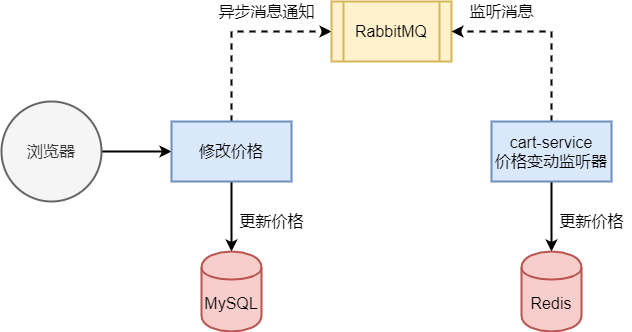 异步消息通知
RabbitMQ
监听消息
浏览器
修改价格
cart-service
价格变动监听器
更新价格
更新价格
MySQL
Redis